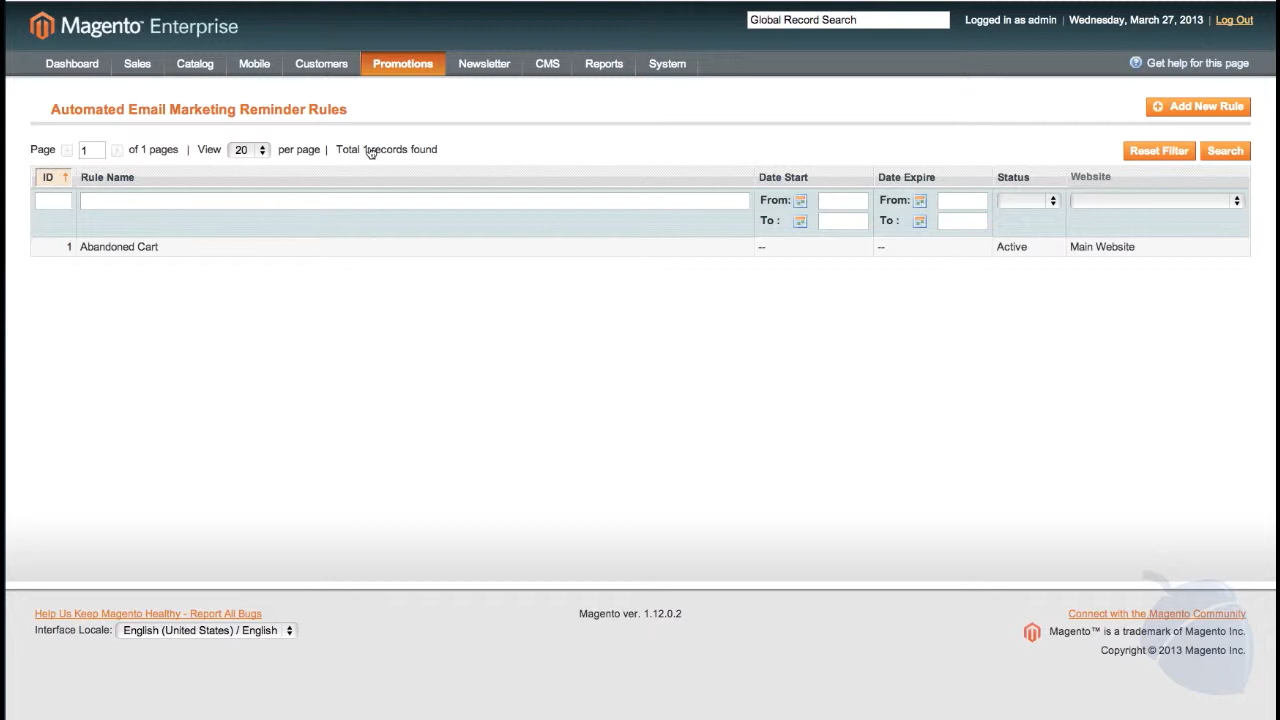 Magento™ Enterprise
Global Record Search
Logged in as admin | Wednesday, March 27, 2013 | Log Out
Dashboard Sales Catalog Mobile Customers Promotions Newsletter CMS Reports System
Get help for this page
Automated Email Marketing Reminder Rules
Add New Rule
Page 1 of 1 pages | View 20 per page | Total 1 records found
Reset Filter Search
ID Rule Name Date Start Date Expire Status Website
From: From:
To : To :
1 Abandoned Cart -- -- Active Main Website
Help Us Keep Magento Healthy - Report All Bugs
Magento ver. 1.12.0.2
Connect with the Magento Community
Interface Locale: English (United States) / English
Magento™ is a trademark of Magento Inc.
Copyright © 2013 Magento Inc.